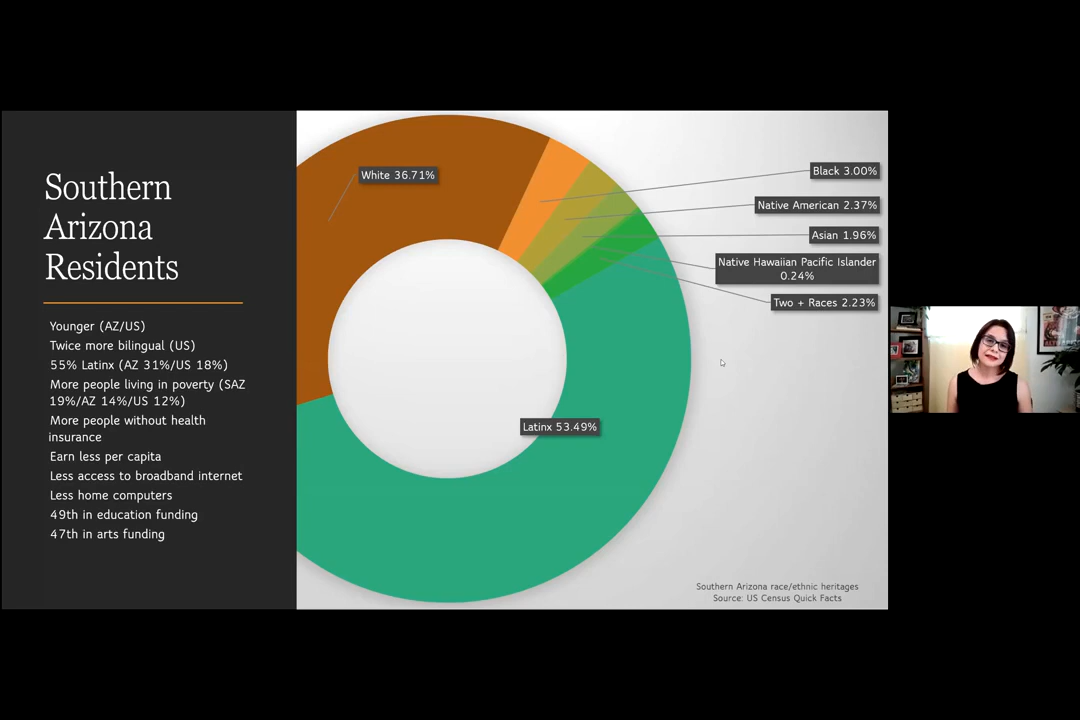 Southern
Arizona
Residents
Younger (AZ/US)
Twice more bilingual (US)
55% Latinx (AZ 31%/US 18%)
More people living in poverty (SAZ
19%/AZ 14%/US 12%)
More people without health
insurance
Earn less per capita
Less access to broadband internet
Less home computers
49th in education funding
47th in arts funding
White 36.71%
Black 3.00%
Native American 2.37%
Asian 1.96%
Native Hawaiian Pacific Islander
0.24%
Two + Races 2.23%
Latinx 53.49%
Southern Arizona race/ethnic heritages
Source: US Census Quick Facts